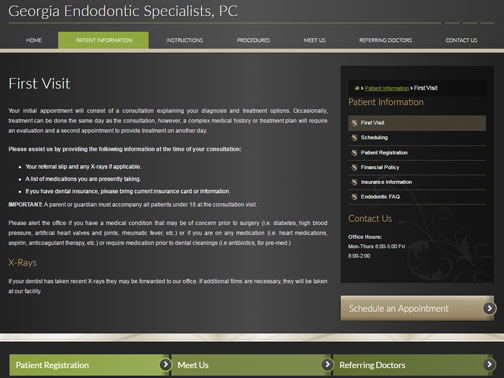 Georgia Endodontic Specialists, PC
HOME PATIENT INFORMATION INSTRUCTIONS PROCEDURES MEET US REFERRING DOCTORS CONTACT US
First Visit
Your initial appointment will consist of a consultation explaining your diagnosis and treatment options. Occasionally,
treatment can be done the same day as the consultation, however, a complex medical history or treatment plan will require
an evaluation and a second appointment to provide treatment on another day.
Please assist us by providing the following information at the time of your consultation:
• Your referral slip and any X-rays if applicable.
• A list of medications you are presently taking.
• If you have dental insurance, please bring current insurance card or information.
IMPORTANT: A parent or guardian must accompany all patients under 18 at the consultation visit.
Please alert the office if you have a medical condition that may be of concern prior to surgery (i.e. diabetes, high blood
pressure, artificial heart valves and joints, rheumatic fever, etc.) or if you are on any medication (i.e. heart medications,
aspirin, anticoagulant therapy, etc.) or require medication prior to dental cleanings (i.e antibiotics, for pre-med.)
X-Rays
If your dentist has taken recent X-rays they may be forwarded to our office. If additional films are necessary, they will be
taken at our facility.
> Patient Information > First Visit
Patient Information
First Visit
Scheduling
Patient Registration
Financial Policy
Insurance Information
Endodontic FAQ
Contact Us
Office Hours:
Mon-Thurs 8:00-5:00 Fri
8:00-2:00
Schedule an Appointment
Patient Registration
Meet Us
Referring Doctors